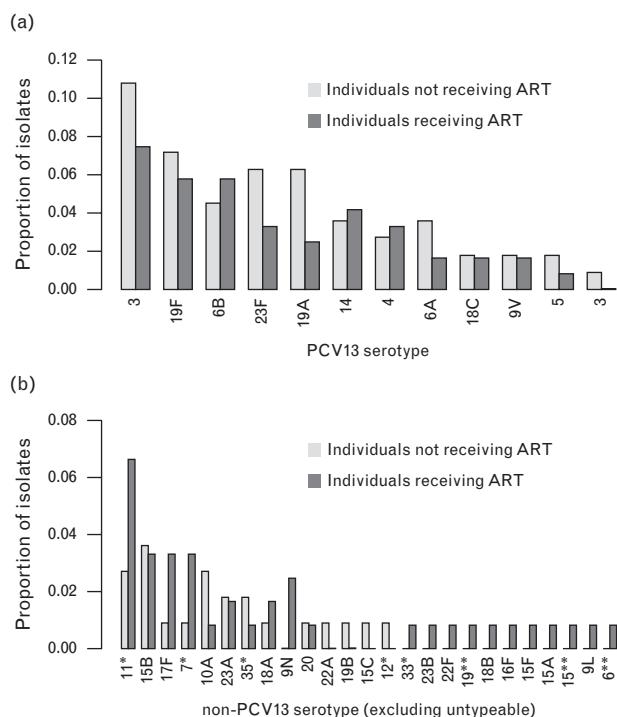 (a)
0.12
0.10
0.08
0.06
0.04
0.02
0.00
Proportion of isolates
Individuals not receiving ART
Individuals receiving ART
3
19F
6B
23F
19A
14
4
6A
18C
9V
5
3
PCV13 serotype
(b)
0.08
0.06
0.04
0.02
0.00
Proportion of isolates
Individuals not receiving ART
Individuals receiving ART
11*
15B
17F
7*
10A
23A
35*
18A
9N
20
22A
19B
15C
12*
33*
23B
22F
19**
18B
16F
15F
15A
15**
9L
6**
non-PCV13 serotype (excluding untypeable)